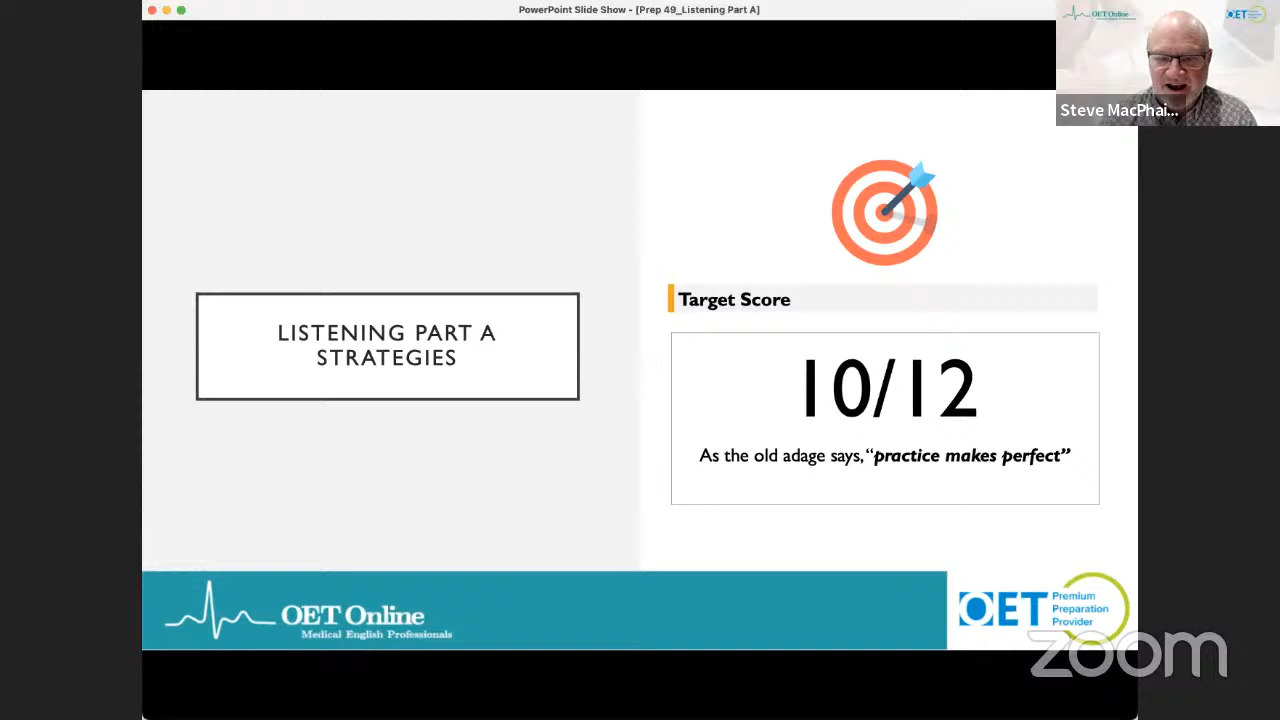 PowerPoint Slide Show - [Prep 49_Listening Part A]
OET Online
OET
Steve MacPhai...
LISTENING PART A
STRATEGIES
Target Score
10/12
As the old adage says, “practice makes perfect”
OET Online
Medical English Professionals
OET
Premium
Preparation
Provider
zoom